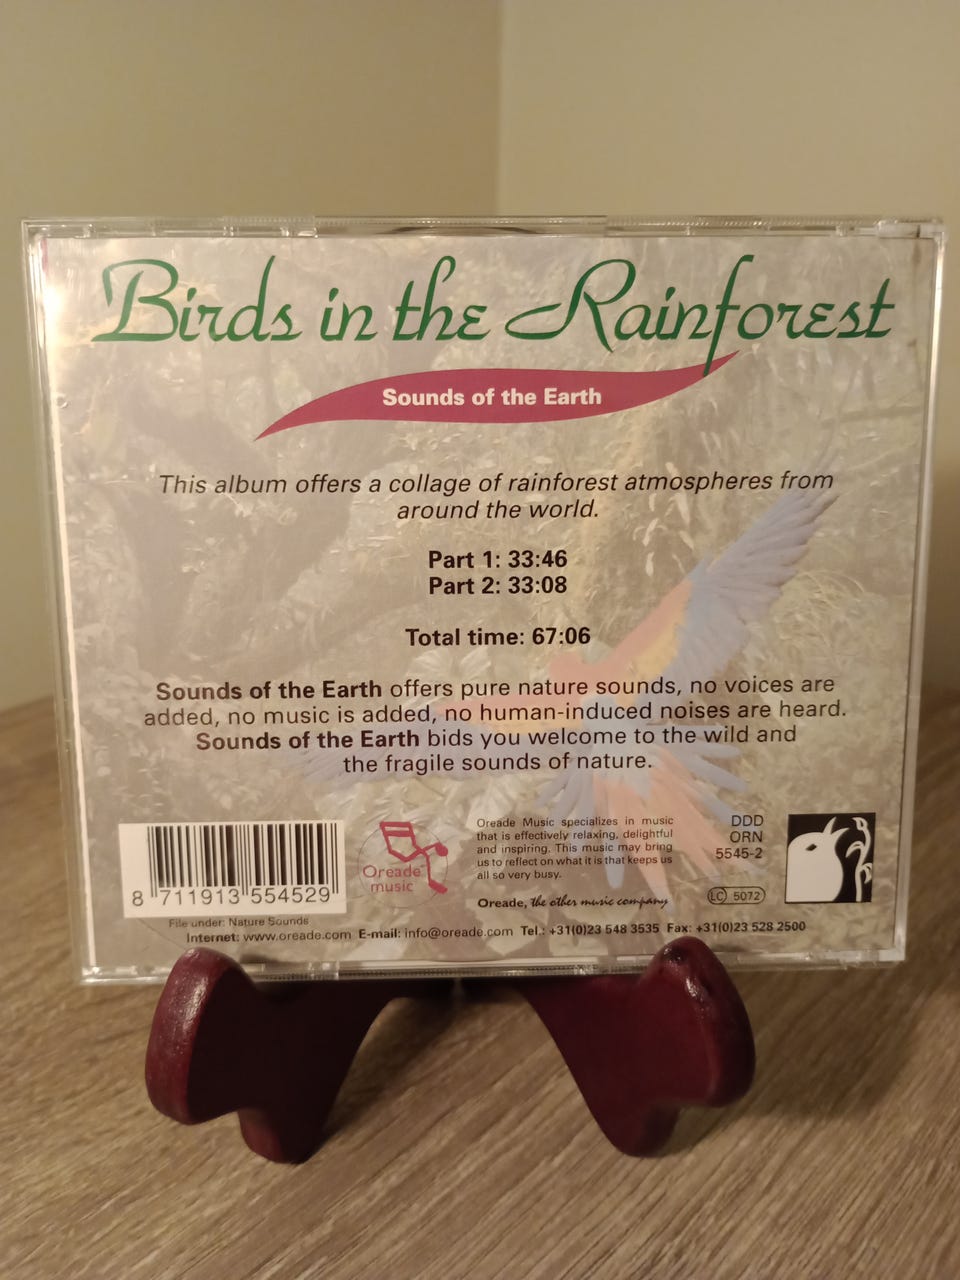 Birds in the Rainforest
Sounds of the Earth
This album offers a collage of rainforest atmospheres from
around the world.
Part 1: 33:46
Part 2: 33:08
Total time: 67:06
Sounds of the Earth offers pure nature sounds, no voices are
added, no music is added, no human-induced noises are heard.
Sounds of the Earth bids you welcome to the wild and
the fragile sounds of nature.
8 711913 554529
File under: Nature Sounds
Oreade
music
Oreade Music specializes in music
that is effectively relaxing, delightful
and inspiring. This music may bring
us to reflect on what it is that keeps us
all so very busy.
Oreade, the other music company
DDD
ORN
5545-2
LC 5072
Internet: www.oreade.com E-mail: info@oreade.com Tel.: +31(0)23 548 3535 Fax: +31(0)23 528 2500